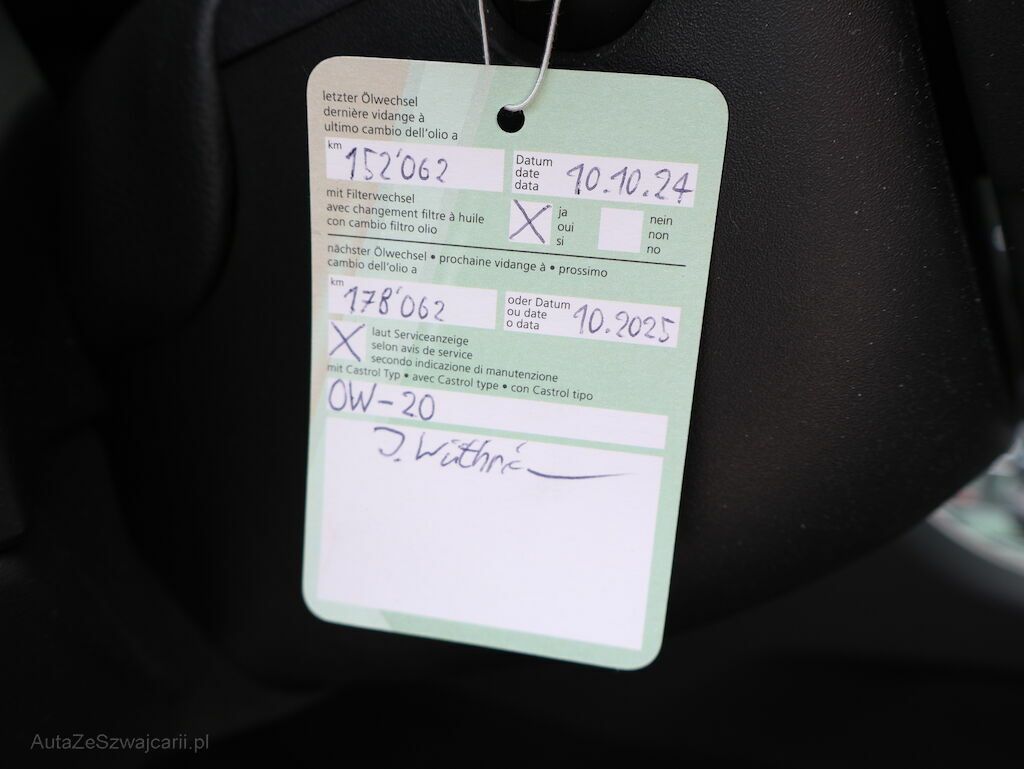 letzter Ölwechsel
dernière vidange à
ultimo cambio dell'olio a
km 152'062
Datum
date
data
10.10.24
mit Filterwechsel
avec changement filtre à huile
con cambio filtro olio
X
ja
oui
si
nein
non
no
nächster Ölwechsel • prochaine vidange à • prossimo
cambio dell'olio a
km 178'062
oder Datum
ou date
o data
10.2025
X
laut Serviceanzeige
selon avis de service
secondo indicazione di manutenzione
mit Castrol Typ • avec Castrol type • con Castrol tipo
0W-20
AutaZeSzwajcarii.pl